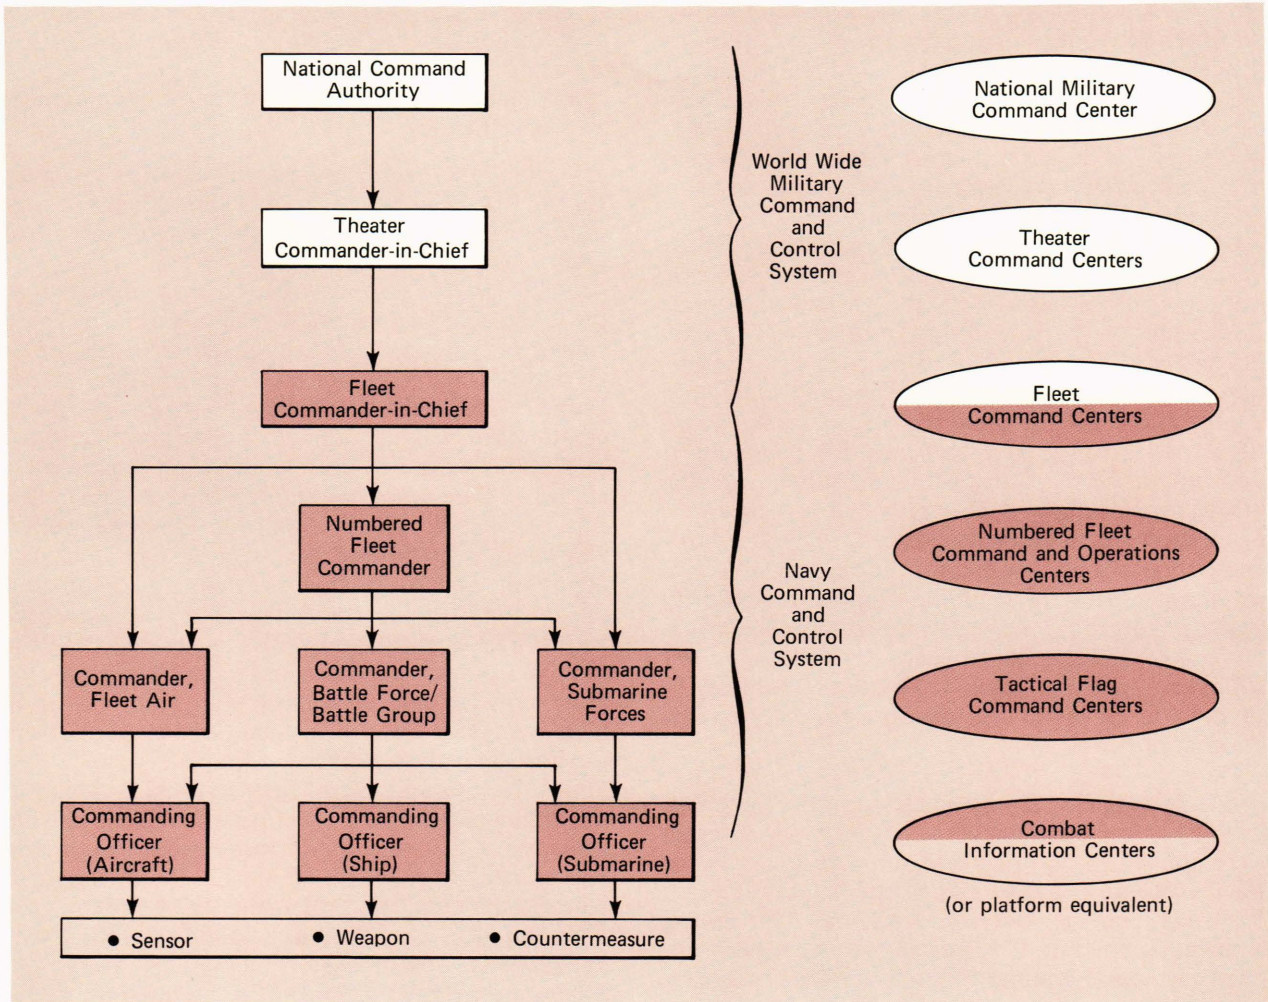 National Command
Authority
Theater
Commander-in-Chief
Fleet
Commander-in-Chief
Numbered
Fleet
Commander
Commander,
Fleet Air
Commander,
Battle Force/
Battle Group
Commander,
Submarine
Forces
Commanding
Officer
(Aircraft)
Commanding
Officer
(Ship)
Commanding
Officer
(Submarine)
• Sensor
• Weapon
• Countermeasure
World Wide
Military
Command
and
Control
System
Navy
Command
and
Control
System
National Military
Command Center
Theater
Command Centers
Fleet
Command Centers
Numbered Fleet
Command and Operations
Centers
Tactical Flag
Command Centers
Combat
Information Centers
(or platform equivalent)